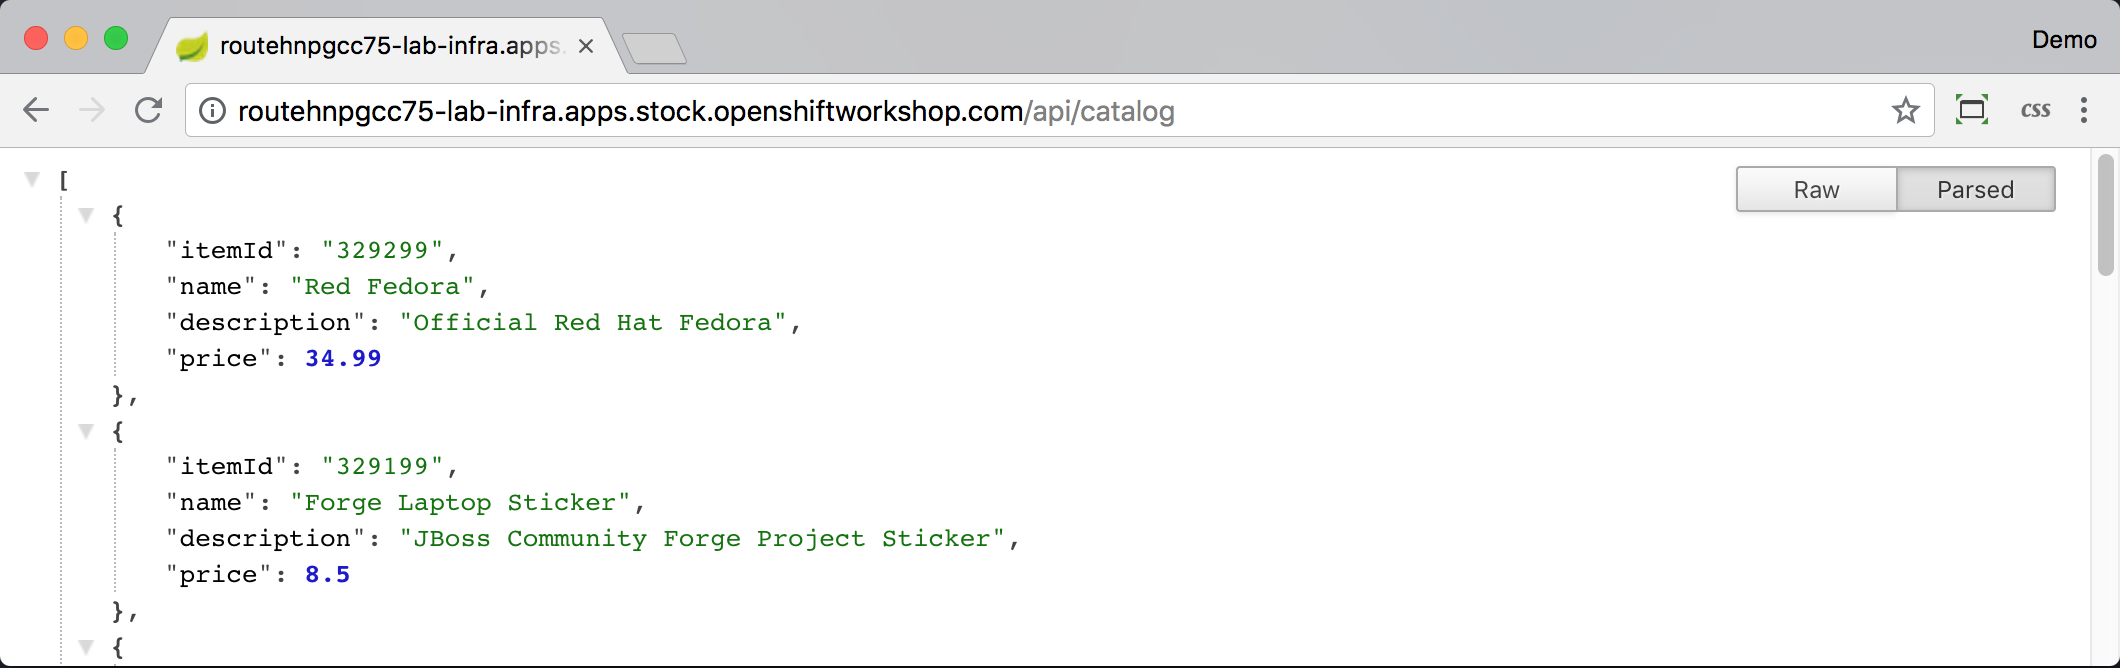 routehnpgcc75-lab-infra.apps.
Demo
routehnpgcc75-lab-infra.apps.stock.openshiftworkshop.com/api/catalog
css
Raw Parsed
[
{
"itemId": "329299",
"name": "Red Fedora",
"description": "Official Red Hat Fedora",
"price": 34.99
},
{
"itemId": "329199",
"name": "Forge Laptop Sticker",
"description": "JBoss Community Forge Project Sticker",
"price": 8.5
},
{